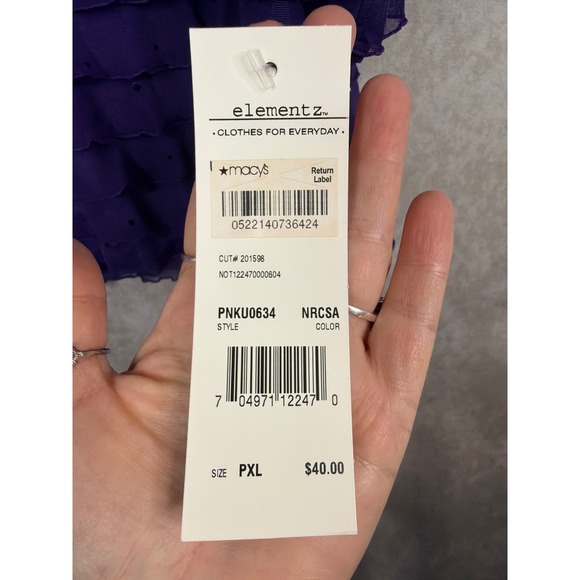 elementz™
• CLOTHES FOR EVERYDAY •
★macy's Return
Label
0522140736424
CUT# 201598
NOT122470000604
PNKU0634 NRCSA
STYLE COLOR
7 04971 12247 0
SIZE PXL $40.00